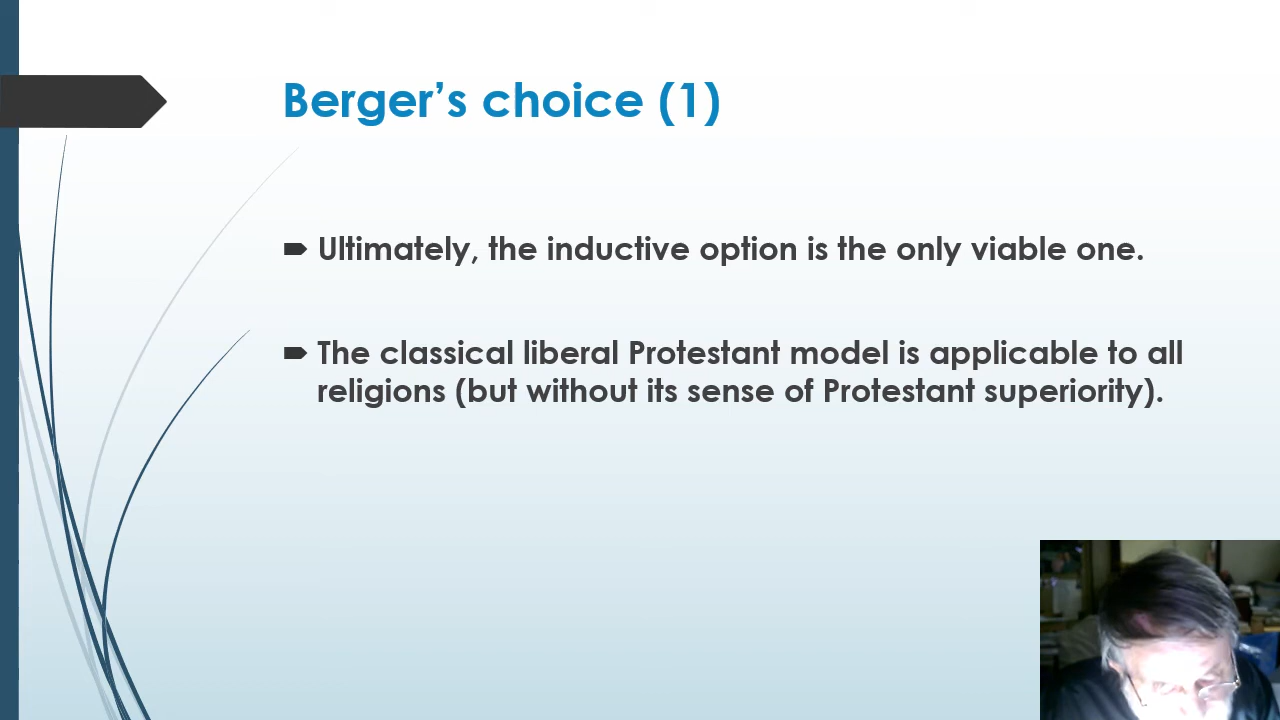 Berger’s choice (1)
Ultimately, the inductive option is the only viable one.
The classical liberal Protestant model is applicable to all
religions (but without its sense of Protestant superiority).